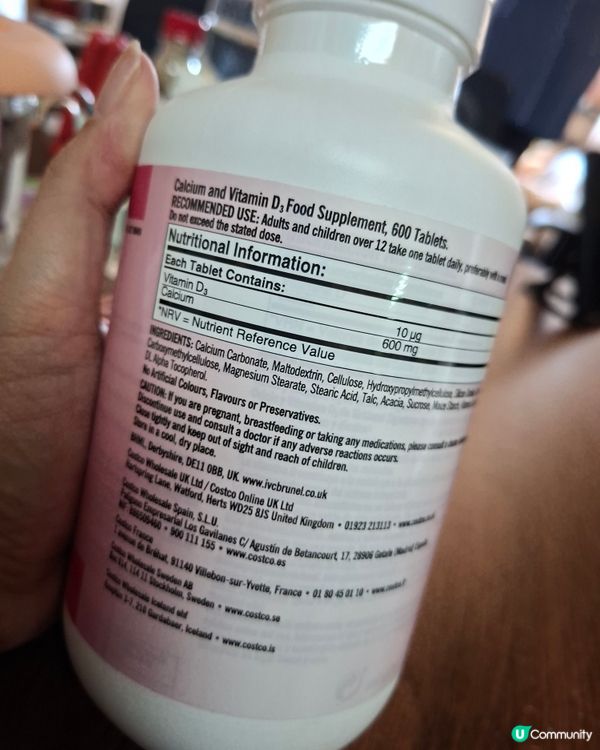 Calcium and Vitamin D₃ Food Supplement, 600 Tablets.
RECOMMENDED USE: Adults and children over 12 take one tablet daily, preferably with a
Do not exceed the stated dose.
Nutritional Information:
Each Tablet Contains:
Vitamin D₃ 10 µg
Calcium 600 mg
*NRV = Nutrient Reference Value
INGREDIENTS: Calcium Carbonate, Maltodextrin, Cellulose, Hydroxypropylmethylcellulose,
Carboxymethylcellulose, Magnesium Stearate, Stearic Acid, Talc, Acacia, Sucrose, Maize Starch,
DL Alpha Tocopherol.
No Artificial Colours, Flavours or Preservatives.
CAUTION: If you are pregnant, breastfeeding or taking any medications, please consult a
Discontinue use and consult a doctor if any adverse reactions occur.
Close tightly and keep out of sight and reach of children.
Store in a cool, dry place.
Derbyshire, DE11 0BB, UK. www.ivcbrunel.co.uk
Costco Wholesale UK Ltd / Costco Online UK Ltd
Hartspring Lane, Watford, Herts WD25 8JS United Kingdom • 01923 213113 •
Costco Wholesale Spain, S.L.U.
Empresarial Los Gavilanes C/ Agustín de Betancourt, 17, 28906 Getafe
900 111 155 • www.costco.es
Costco France
de Bréhat, 91140 Villebon-sur-Yvette, France • 01 80 45 01 10 •
Costco Wholesale Sweden AB
114 11 Stockholm, Sweden • www.costco.se
Costco Wholesale Iceland ehf
210 Gardabaer, Iceland • www.costco.is
U Community